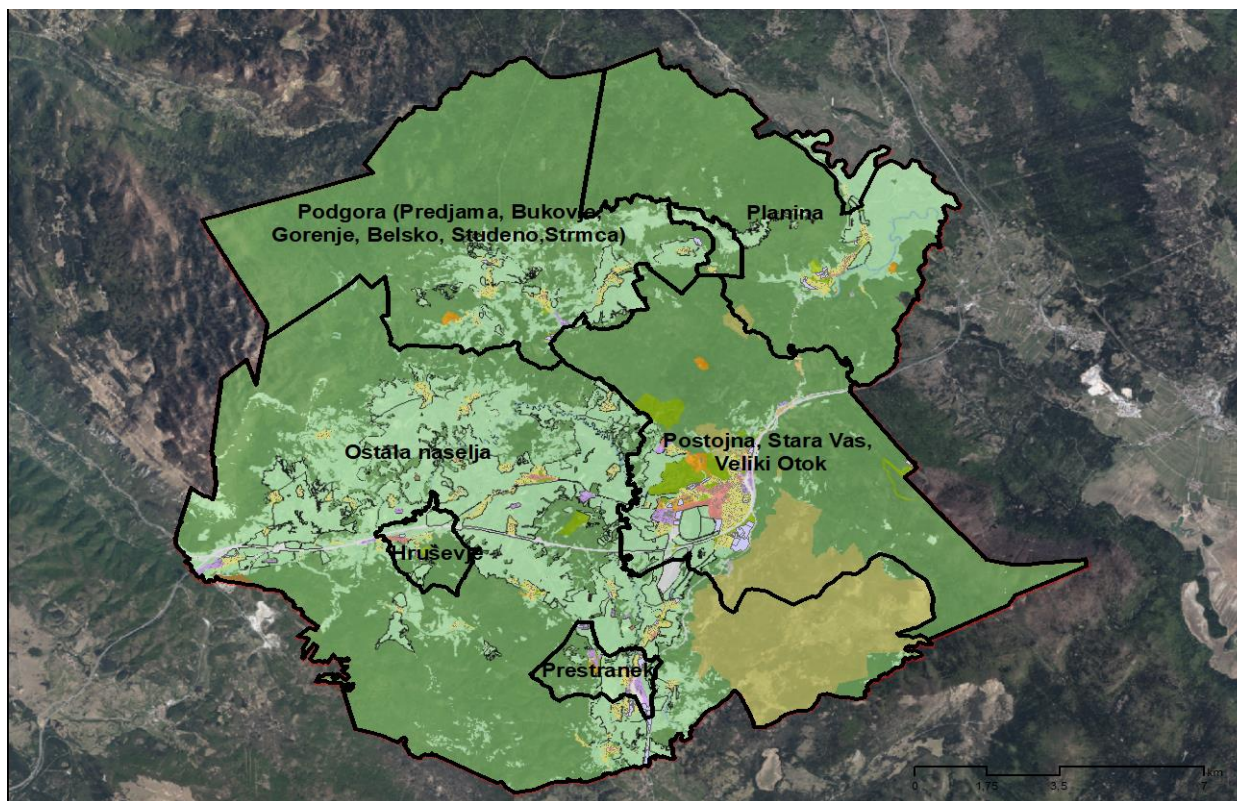 Podgora (Predjama, Bukovje,
Gorenje, Belsko, Studeno,Strmca)
Planina
Postojna, Stara Vas,
Veliki Otok
Ostala naselja
Hruševje
Prestranek
km
0 1,75 3,5 7